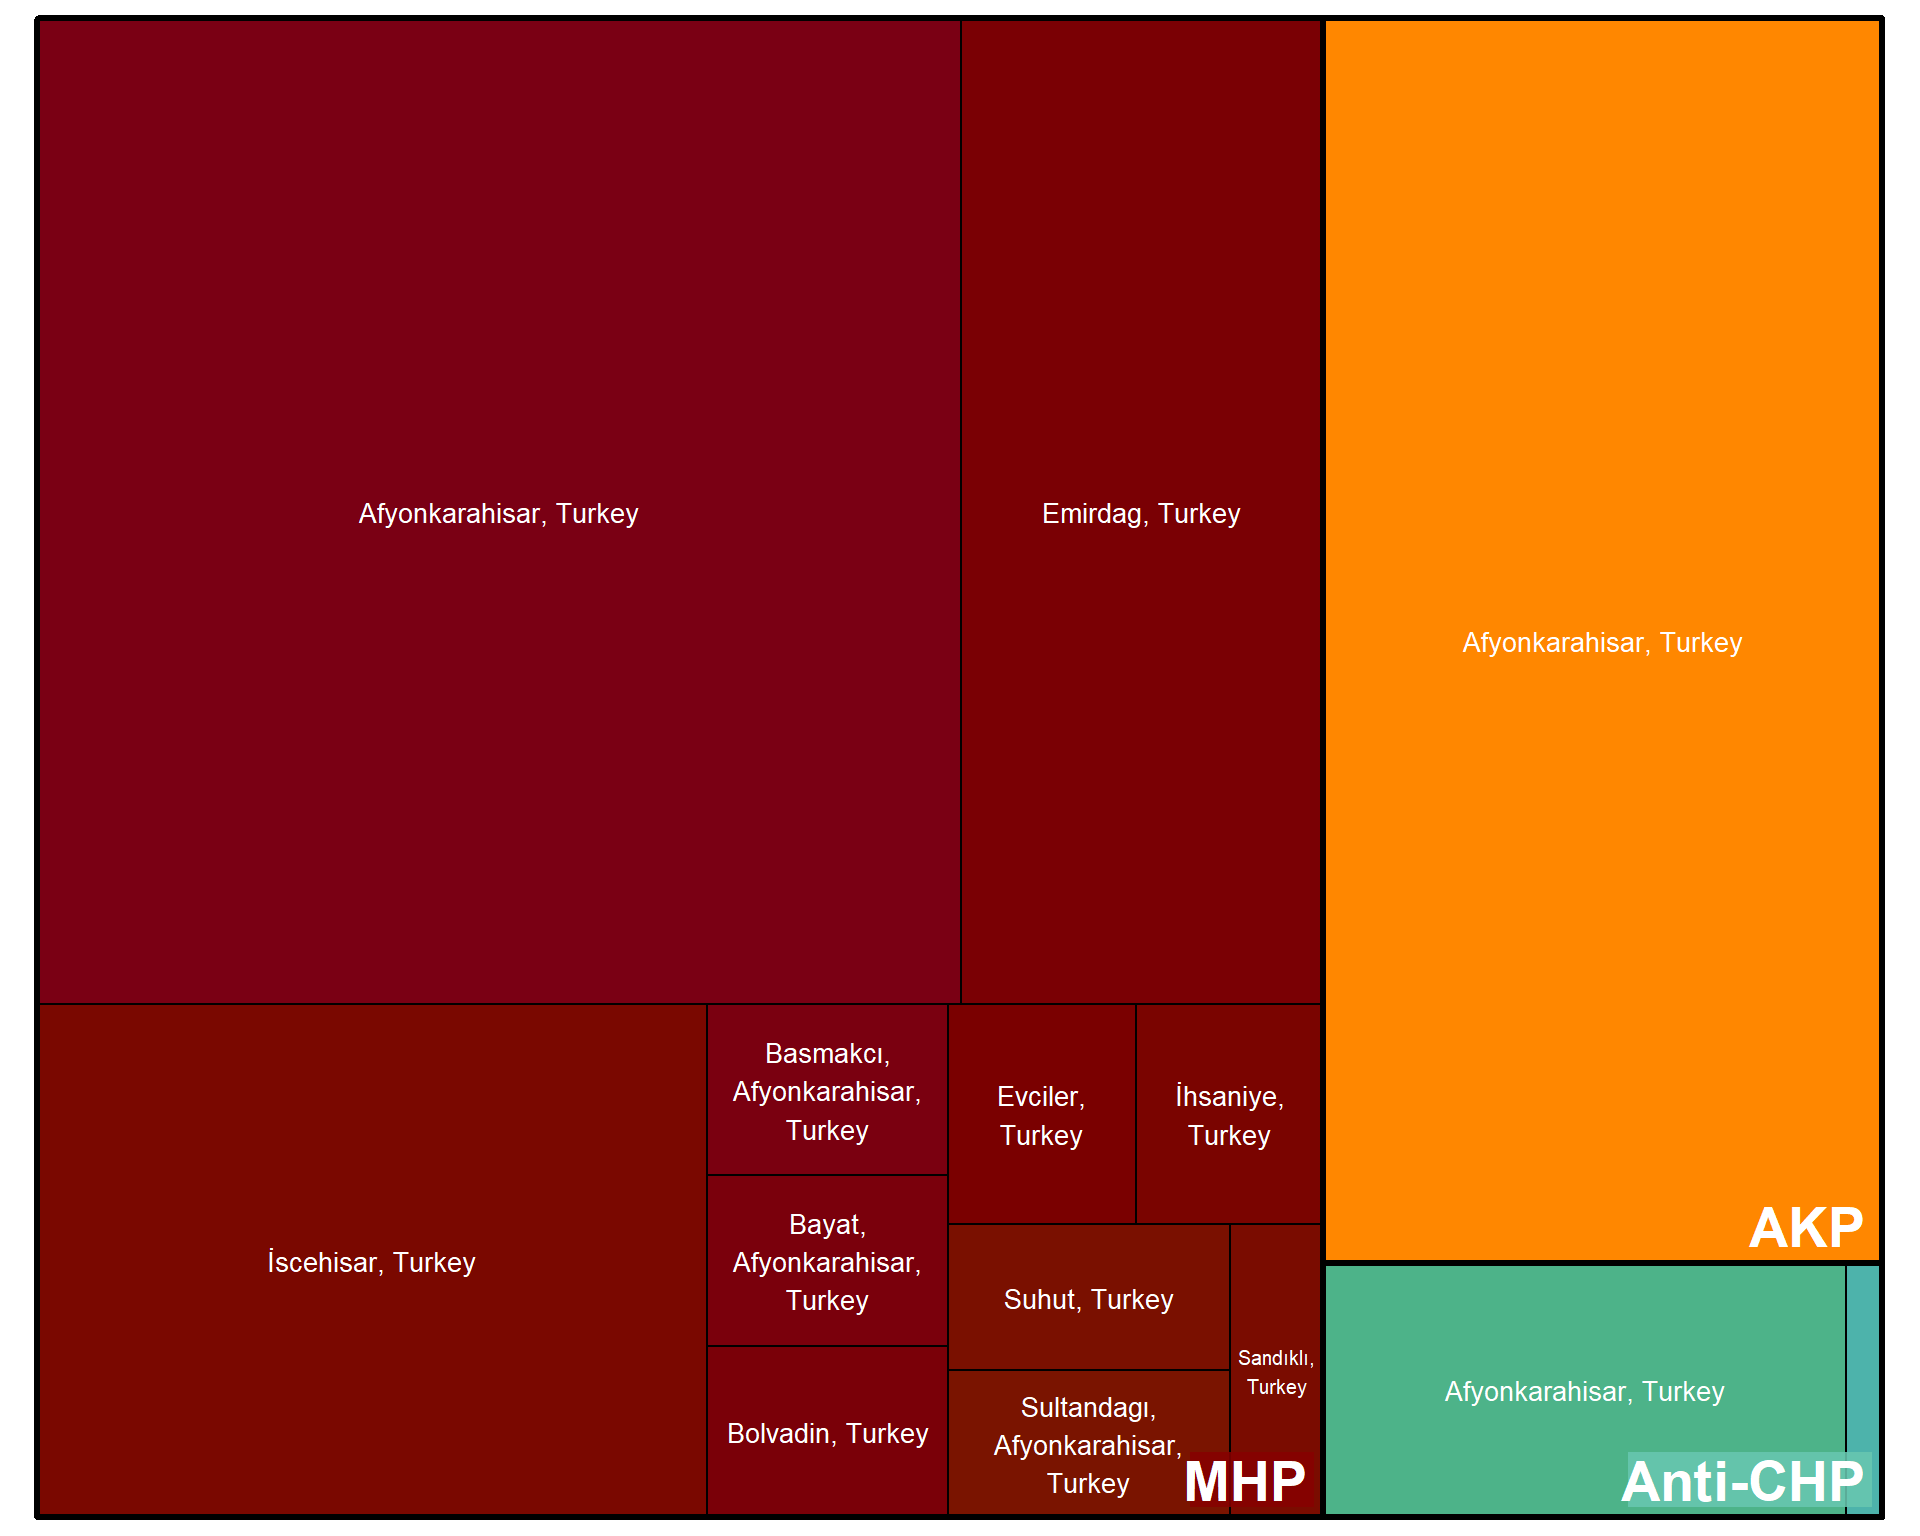 Afyonkarahisar, Turkey
Emirdag, Turkey
Afyonkarahisar, Turkey
AKP
İscehisar, Turkey
Basmakcı,
Afyonkarahisar,
Turkey
Bayat,
Afyonkarahisar,
Turkey
Bolvadin, Turkey
Evciler,
Turkey
İhsaniye,
Turkey
Suhut, Turkey
Sultandagı,
Afyonkarahisar,
Turkey
Sandıklı,
Turkey
MHP
Afyonkarahisar, Turkey
Anti-CHP